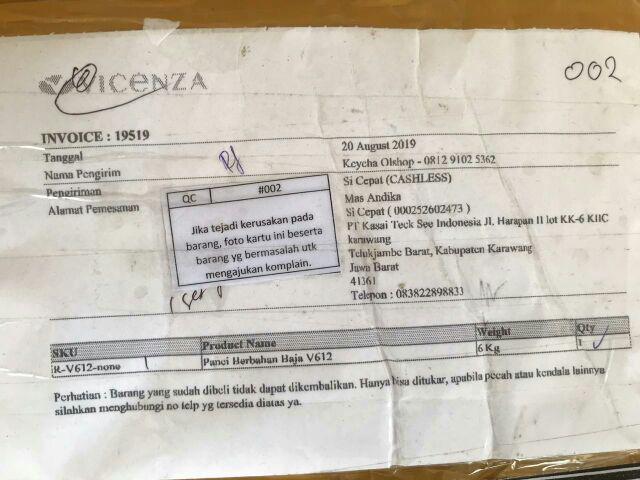 VICENZA
002
INVOICE : 19519
Tanggal 20 August 2019
Nama Pengirim Keycha Olshop - 0812 9102 5362
Pengiriman Si Cepat (CASHLESS)
Alamat Pemesanan Mas Andika
Si Cepat ( 000252602473 )
PT Kasai Teck See Indonesia Jl. Harapan II lot KK-6 KIIC
karawang
Telukjambe Barat, Kabupaten Karawang
Jawa Barat
41361
Telepon : 083822898833
QC #002
Jika tejadi kerusakan pada
barang, foto kartu ini beserta
barang yg bermasalah utk
mengajukan komplain.
SKU Product Name Weight Qty
R-V612-none Panci Berbahan Baja V612 6 Kg 1
Perhatian : Barang yang sudah dibeli tidak dapat dikembalikan. Hanya bisa ditukar, apabila pecah atau kendala lainnya
silahkan menghubungi no telp yg tersedia diatas ya.